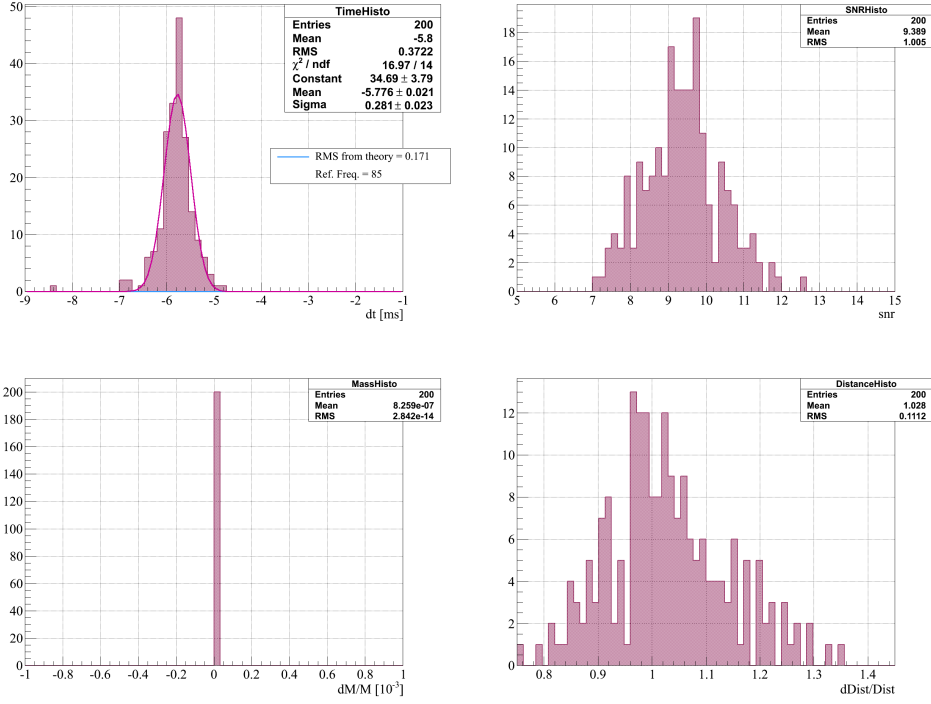 TimeHisto
Entries 200
Mean -5.8
RMS 0.3722
χ² / ndf 16.97 / 14
Constant 34.69 ± 3.79
Mean -5.776 ± 0.021
Sigma 0.281 ± 0.023
RMS from theory = 0.171
Ref. Freq. = 85
50
40
30
20
10
0
-9 -8 -7 -6 -5 -4 -3 -2 -1
dt [ms]
SNRHisto
Entries 200
Mean 9.389
RMS 1.005
18
16
14
12
10
8
6
4
2
0
5 6 7 8 9 10 11 12 13 14 15
snr
MassHisto
Entries 200
Mean 8.259e-07
RMS 2.842e-14
200
180
160
140
120
100
80
60
40
20
0
-1 -0.8 -0.6 -0.4 -0.2 0 0.2 0.4 0.6 0.8 1
dM/M [10⁻³]
DistanceHisto
Entries 200
Mean 1.028
RMS 0.1112
12
10
8
6
4
2
0
0.8 0.9 1 1.1 1.2 1.3 1.4
dDist/Dist